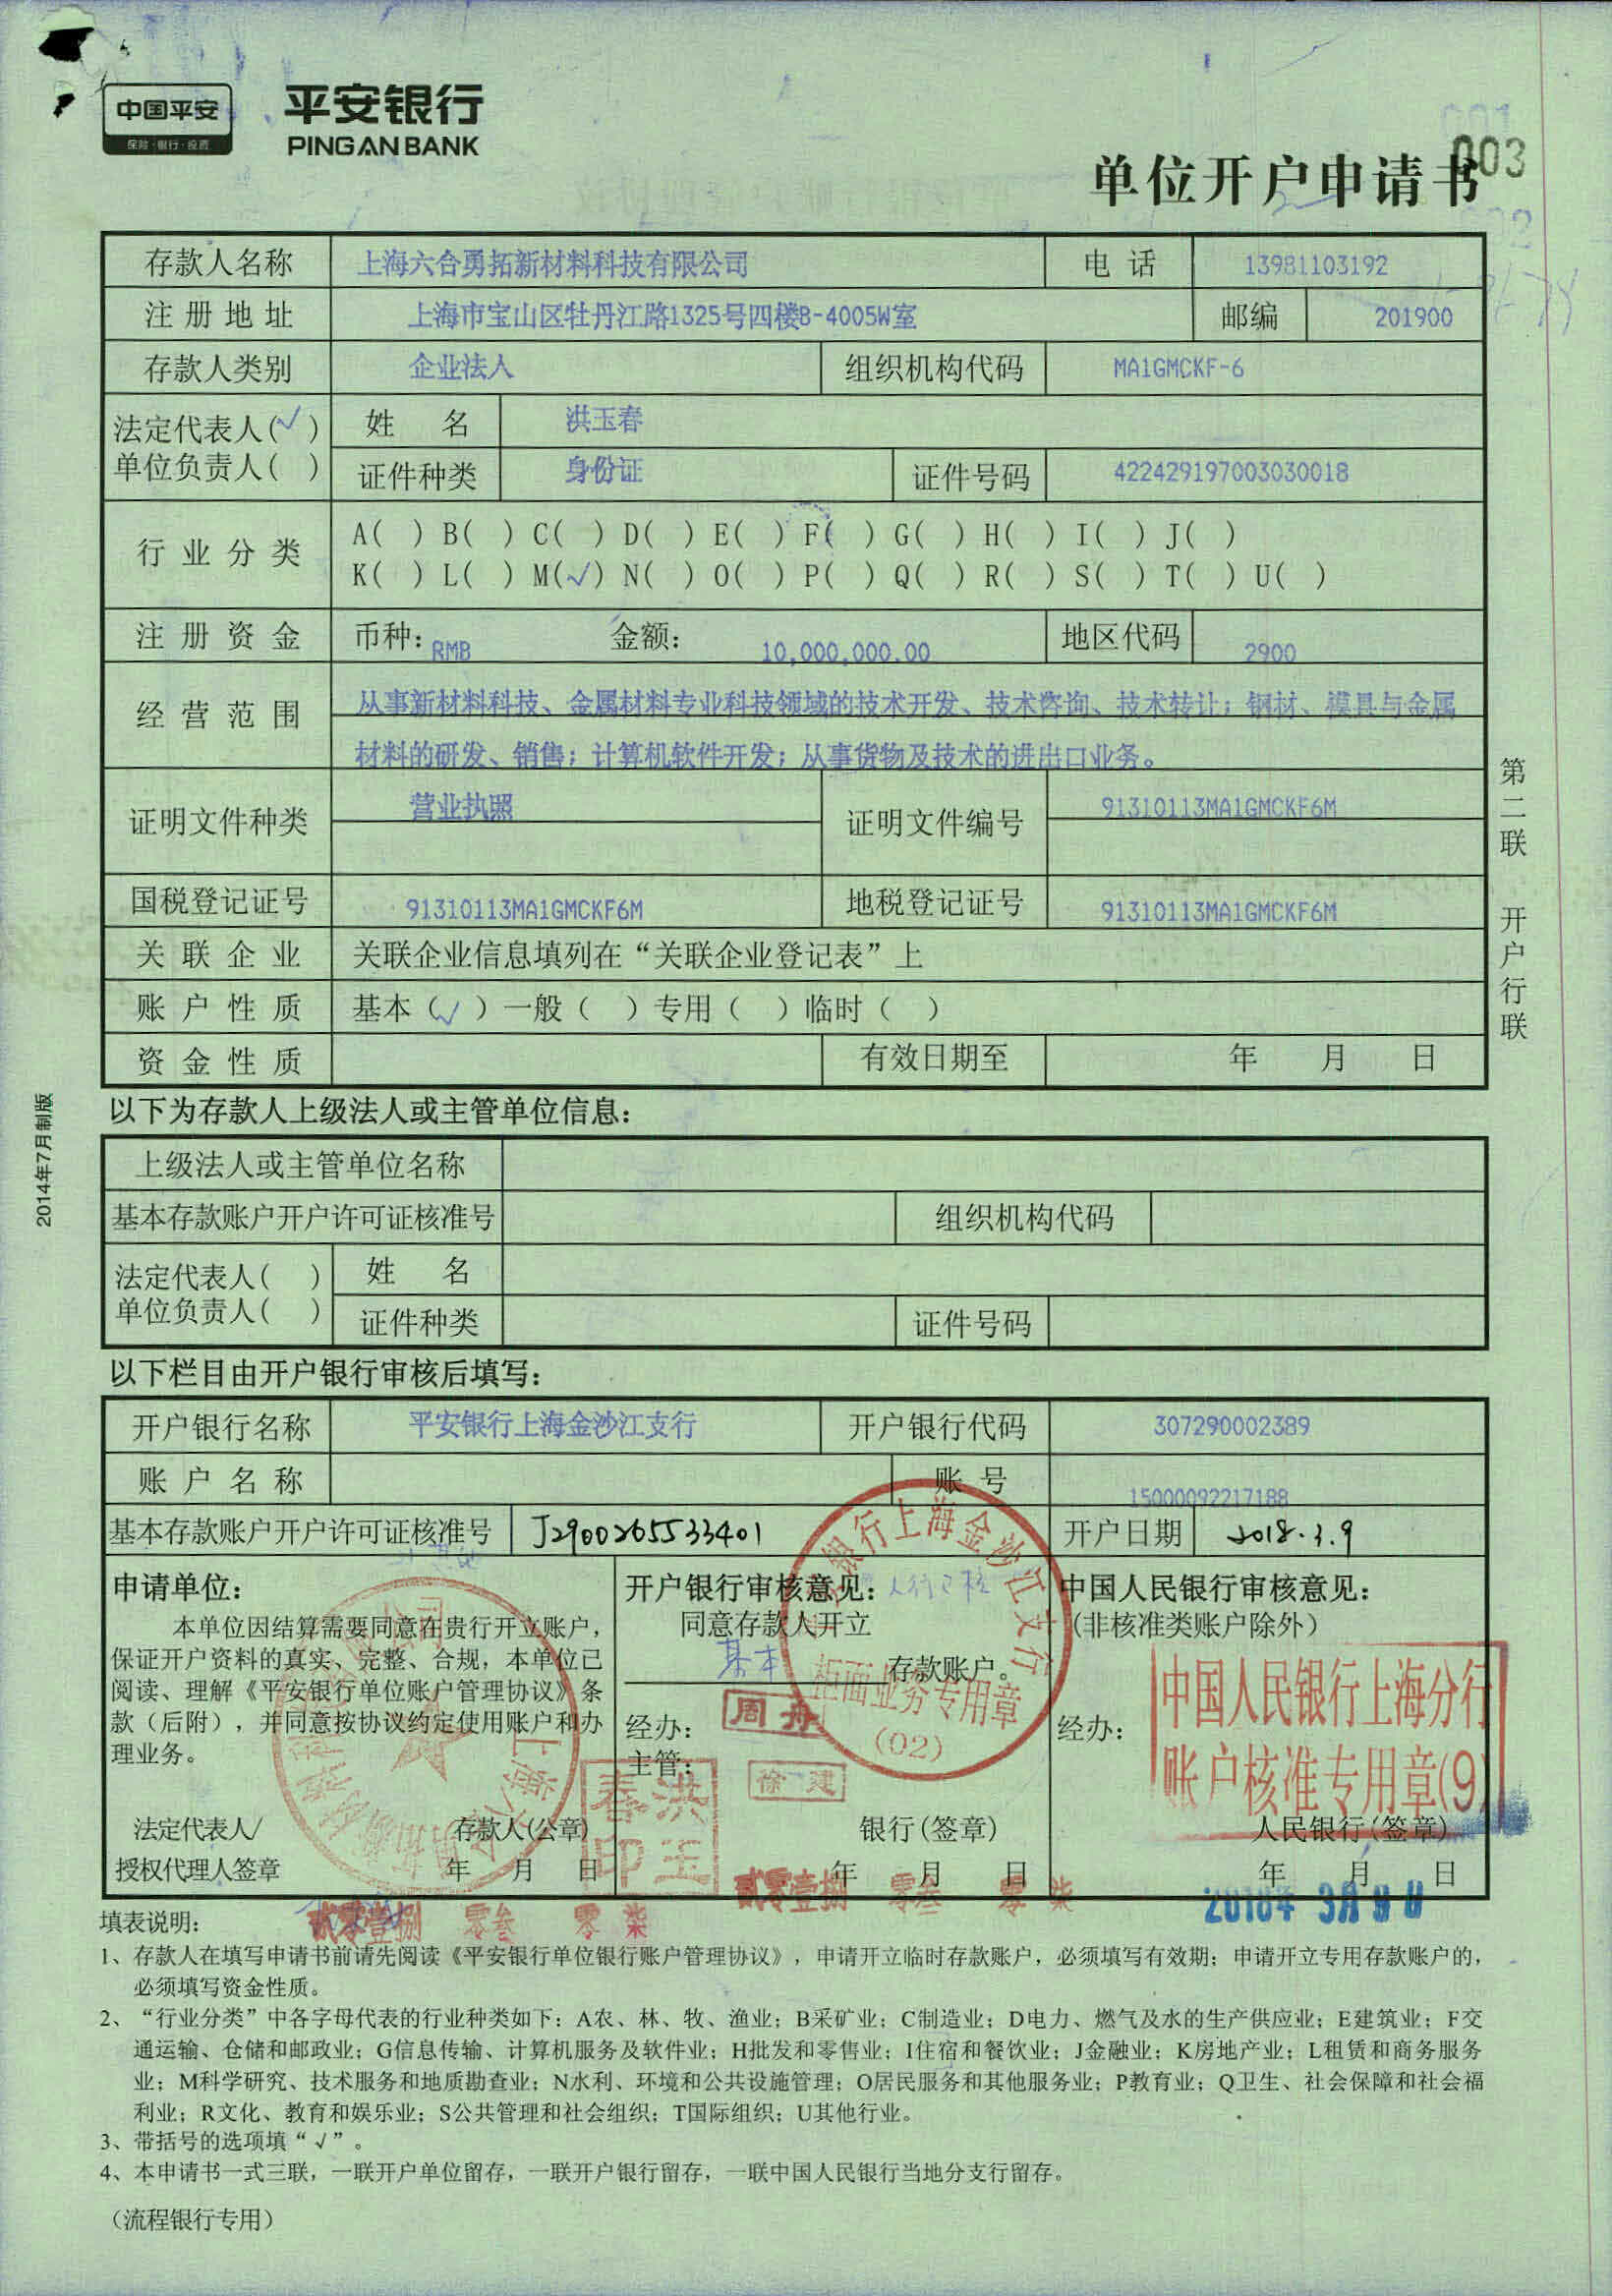 中国平安
保险·银行·投资
平安银行
PINGAN BANK
003
单位开户申请书
存款人名称 上海六合勇拓新材料科技有限公司 电 话 13981103192
注册地址 上海市宝山区牡丹江路1325号四楼B-4005W室 邮编 201900
存款人类别 企业法人 组织机构代码 MA1GMCKF-6
法定代表人(√) 姓 名 洪玉春
单位负责人( ) 证件种类 身份证 证件号码 422429197003030018
行业分类 A( ) B( ) C( ) D( ) E( ) F( ) G( ) H( ) I( ) J( )
K( ) L( ) M(√) N( ) O( ) P( ) Q( ) R( ) S( ) T( ) U( )
注册资金 币种：RMB 金额： 10,000,000.00 地区代码 2900
经营范围 从事新材料科技、金属材料专业科技领域的技术开发、技术咨询、技术转让；钢材、模具与金属
材料的研发、销售；计算机软件开发；从事货物及技术的进出口业务。
证明文件种类 营业执照 证明文件编号 91310113MA1GMCKF6M
国税登记证号 91310113MA1GMCKF6M 地税登记证号 91310113MA1GMCKF6M
关联企业 关联企业信息填列在“关联企业登记表”上
账户性质 基本（√）一般（ ）专用（ ）临时（ ）
资金性质 有效日期至 年 月 日
第二联 开户行联
2014年7月制版
以下为存款人上级法人或主管单位信息：
上级法人或主管单位名称
基本存款账户开户许可证核准号 组织机构代码
法定代表人( ) 姓 名
单位负责人( ) 证件种类 证件号码
以下栏目由开户银行审核后填写：
开户银行名称 平安银行上海金沙江支行 开户银行代码 307290002389
账户名称 账 号 15000092217188
基本存款账户开户许可证核准号 J2900265533401 开户日期 2018.3.9
申请单位：
本单位因结算需要同意在贵行开立账户，
保证开户资料的真实、完整、合规，本单位已
阅读、理解《平安银行单位账户管理协议》条
款（后附），并同意按协议约定使用账户和办
理业务。
法定代表人/ 存款人(公章)
授权代理人签章 年 月 日
贰零壹捌 零叁 零柒
春洪
印玉
开户银行审核意见：人行已核
同意存款人开立
基本 存款账户。
经办： 周丹
主管： 徐建
银行上海金沙江支行
柜面业务专用章
(02)
银行(签章)
年 月 日
贰零壹捌 零叁 零柒
中国人民银行审核意见：
(非核准类账户除外)
经办：
中国人民银行上海分行
账户核准专用章(9)
人民银行(签章)
年 月 日
2018年 3月 9日
填表说明：
1、存款人在填写申请书前请先阅读《平安银行单位银行账户管理协议》，申请开立临时存款账户，必须填写有效期；申请开立专用存款账户的，
必须填写资金性质。
2、“行业分类”中各字母代表的行业种类如下：A农、林、牧、渔业；B采矿业；C制造业；D电力、燃气及水的生产供应业；E建筑业；F交
通运输、仓储和邮政业；G信息传输、计算机服务及软件业；H批发和零售业；I住宿和餐饮业；J金融业；K房地产业；L租赁和商务服务
业；M科学研究、技术服务和地质勘查业；N水利、环境和公共设施管理；O居民服务和其他服务业；P教育业；Q卫生、社会保障和社会福
利业；R文化、教育和娱乐业；S公共管理和社会组织；T国际组织；U其他行业。
3、带括号的选项填“√”。
4、本申请书一式三联，一联开户单位留存，一联开户银行留存，一联中国人民银行当地分支行留存。
（流程银行专用）